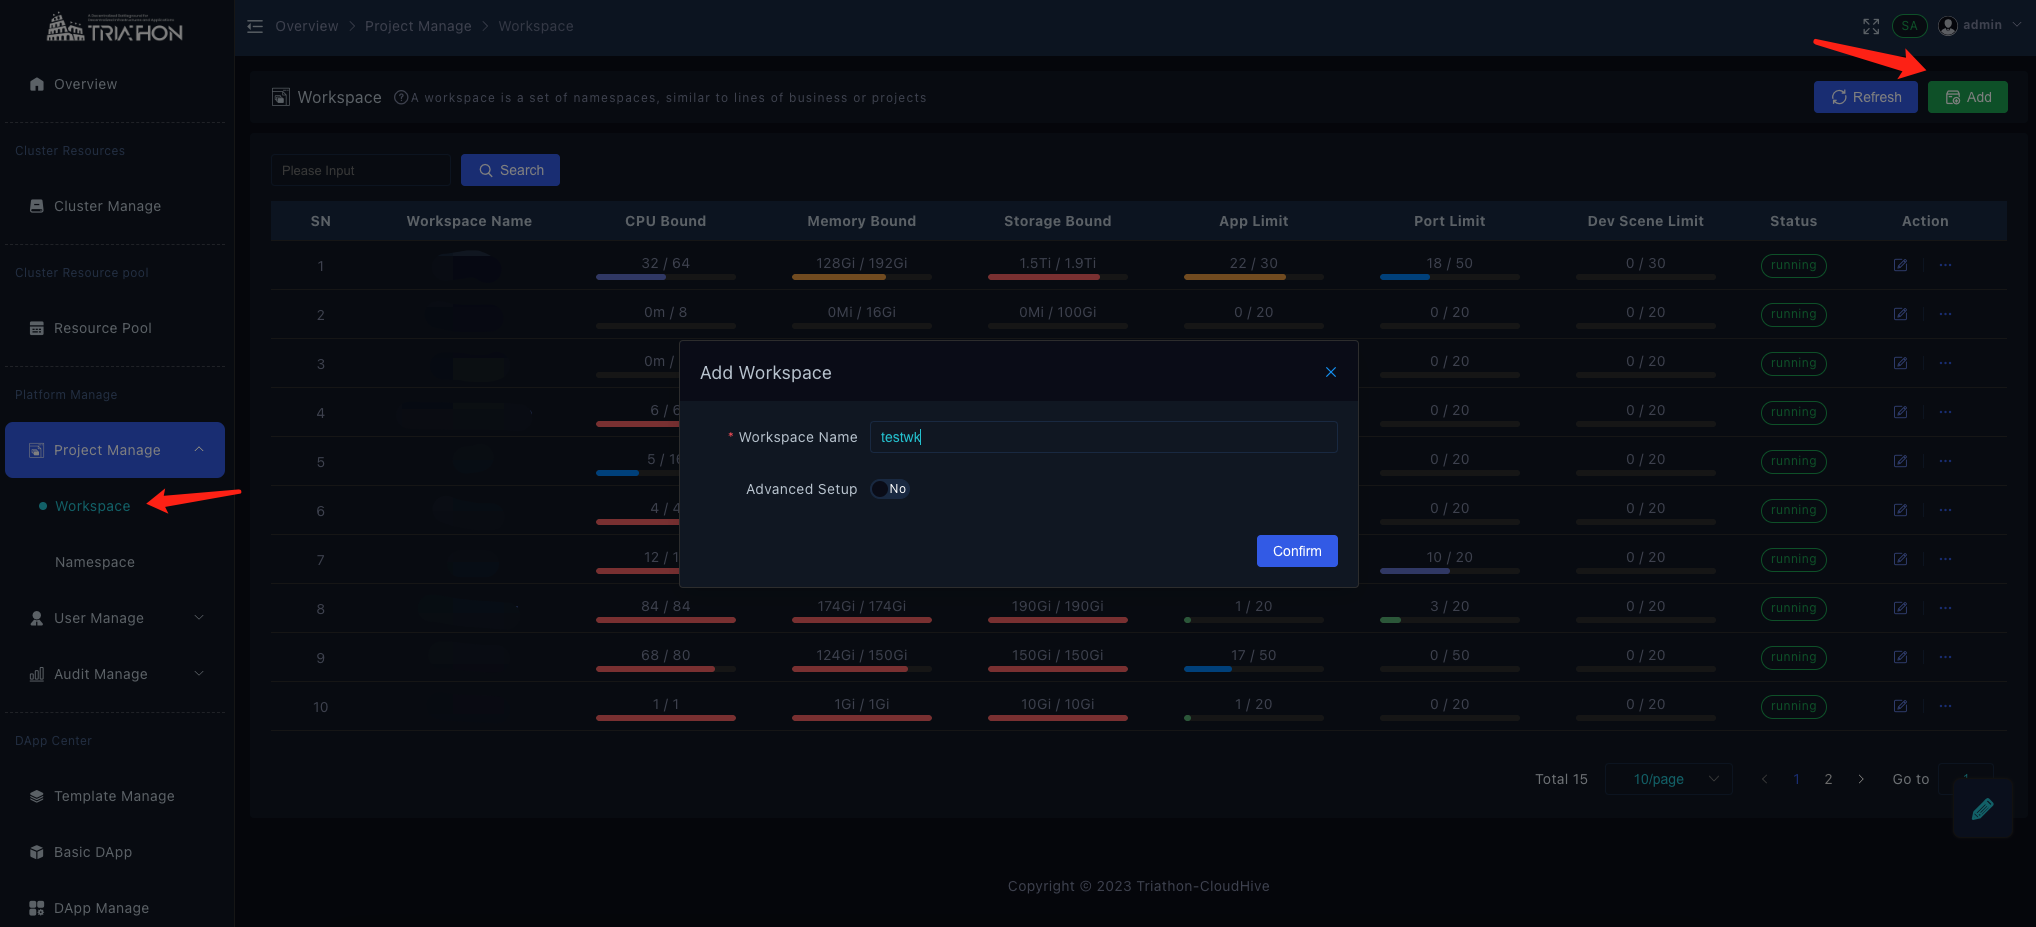 TRIATHON
Overview
Cluster Resources
Cluster Manage
Cluster Resource pool
Resource Pool
Platform Manage
Project Manage
Workspace
Namespace
User Manage
Audit Manage
DApp Center
Template Manage
Basic DApp
DApp Manage
Overview > Project Manage > Workspace
SA admin
Workspace ? A workspace is a set of namespaces, similar to lines of business or projects
Refresh Add
Please Input Search
SN Workspace Name CPU Bound Memory Bound Storage Bound App Limit Port Limit Dev Scene Limit Status Action
1 32 / 64 128Gi / 192Gi 1.5Ti / 1.9Ti 22 / 30 18 / 50 0 / 30 running ...
2 0m / 8 0Mi / 16Gi 0Mi / 100Gi 0 / 20 0 / 20 0 / 20 running ...
3 0m / 0 / 20 0 / 20 running ...
4 6 / 6 0 / 20 0 / 20 running ...
5 5 / 16 0 / 20 0 / 20 running ...
6 4 / 4 0 / 20 0 / 20 running ...
7 12 / 1 10 / 20 0 / 20 running ...
8 84 / 84 174Gi / 174Gi 190Gi / 190Gi 1 / 20 3 / 20 0 / 20 running ...
9 68 / 80 124Gi / 150Gi 150Gi / 150Gi 17 / 50 0 / 50 0 / 20 running ...
10 1 / 1 1Gi / 1Gi 10Gi / 10Gi 1 / 20 0 / 20 0 / 20 running ...
Add Workspace
* Workspace Name testwk
Advanced Setup No
Confirm
Total 15 10/page < 1 2 > Go to
Copyright © 2023 Triathon-CloudHive